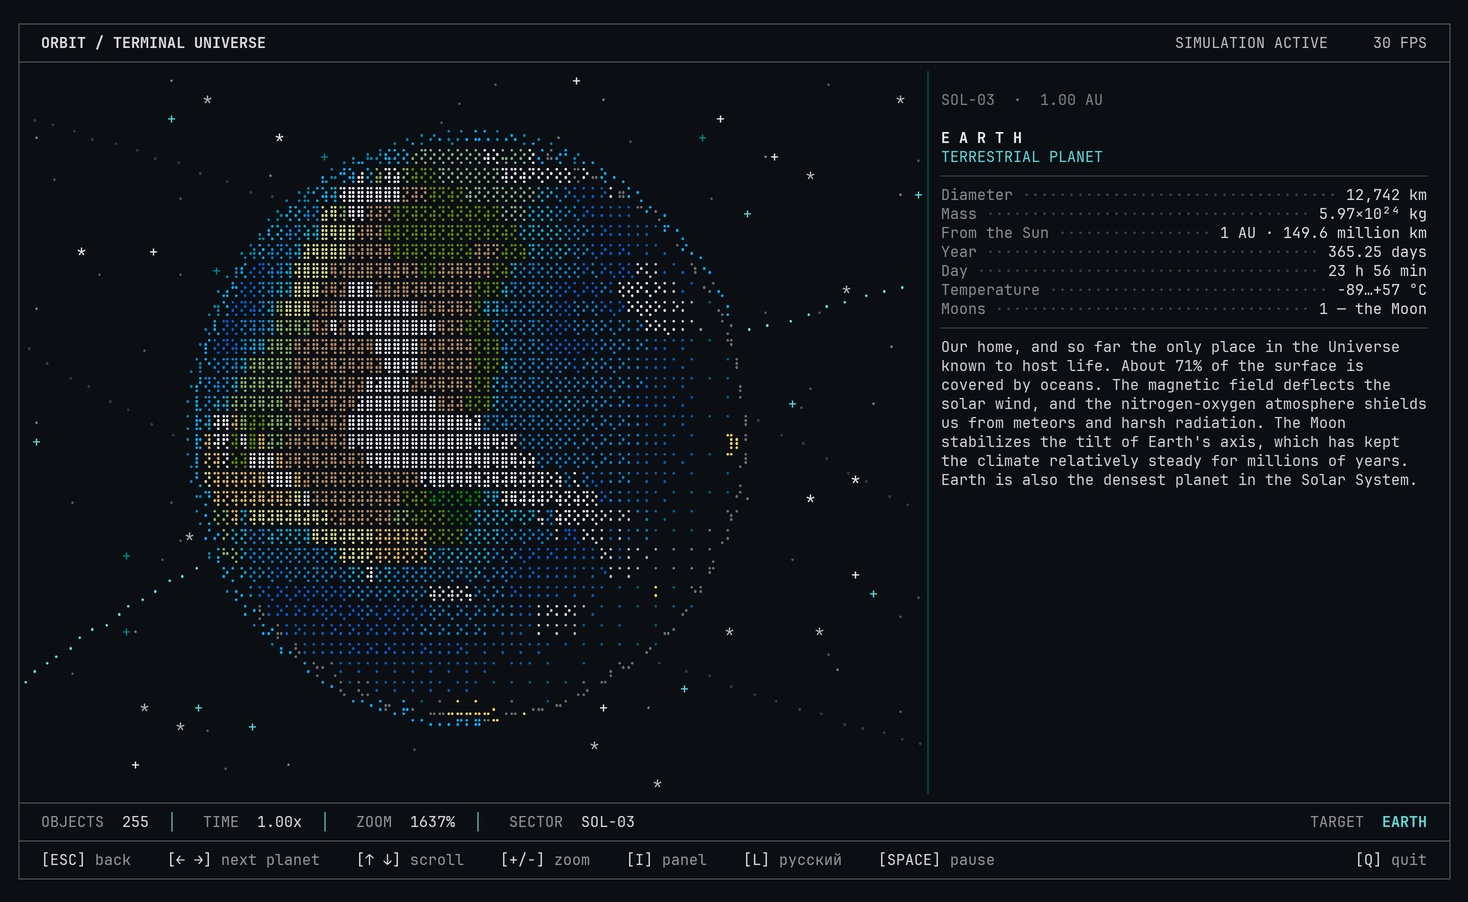 ORBIT / TERMINAL UNIVERSE SIMULATION ACTIVE 30 FPS
SOL-03 · 1.00 AU
EARTH
TERRESTRIAL PLANET
Diameter 12,742 km
Mass 5.97×10²⁴ kg
From the Sun 1 AU · 149.6 million km
Year 365.25 days
Day 23 h 56 min
Temperature -89…+57 °C
Moons 1 — the Moon
Our home, and so far the only place in the Universe
known to host life. About 71% of the surface is
covered by oceans. The magnetic field deflects the
solar wind, and the nitrogen-oxygen atmosphere shields
us from meteors and harsh radiation. The Moon
stabilizes the tilt of Earth's axis, which has kept
the climate relatively steady for millions of years.
Earth is also the densest planet in the Solar System.
OBJECTS 255 │ TIME 1.00x │ ZOOM 1637% │ SECTOR SOL-03 TARGET EARTH
[ESC] back [← →] next planet [↑ ↓] scroll [+/-] zoom [I] panel [L] русский [SPACE] pause [Q] quit